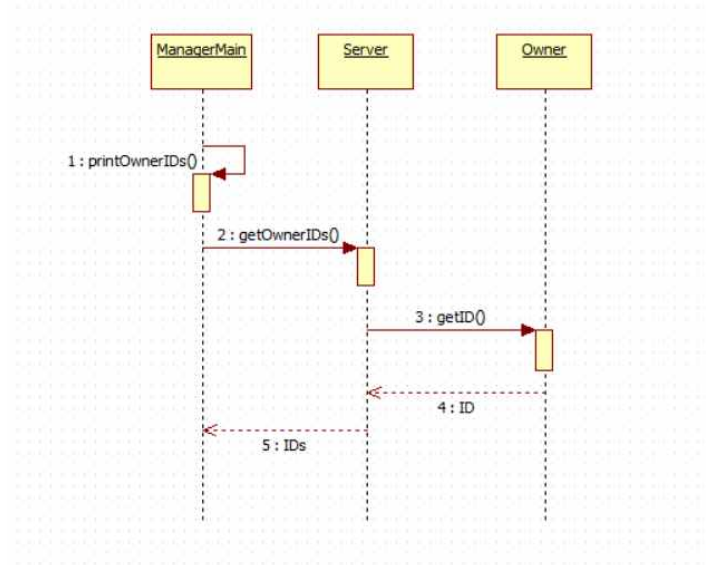 ManagerMain
Server
Owner
1 : printOwnerIDs()
2 : getOwnerIDs()
3 : getID()
4 : ID
5 : IDs